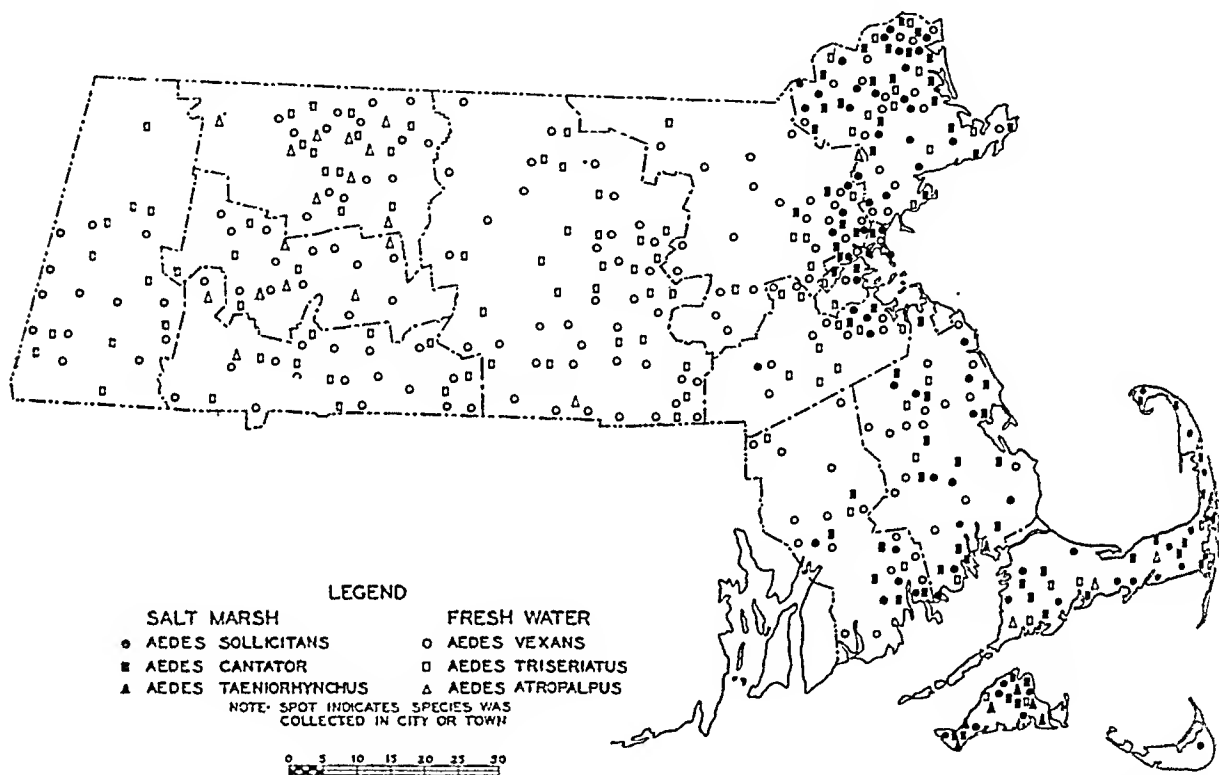 LEGEND
SALT MARSH FRESH WATER
AEDES SOLLICITANS AEDES VEXANS
AEDES CANTATOR AEDES TRISERIATUS
AEDES TAENIORHYNCHUS AEDES ATROPALPUS
NOTE- SPOT INDICATES SPECIES WAS
COLLECTED IN CITY OR TOWN
0 5 10 15 20 25 30